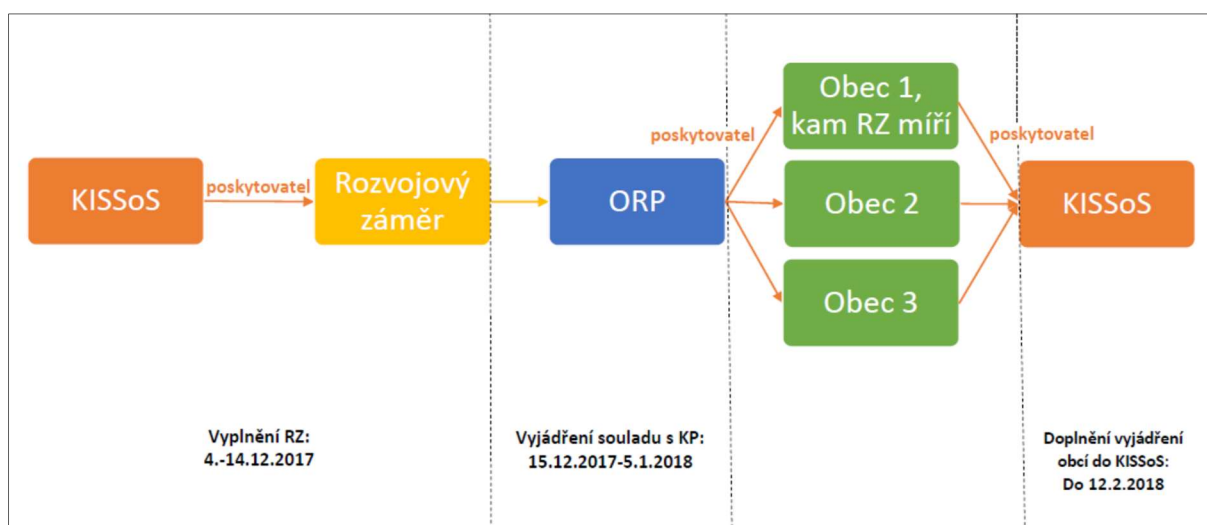 KISSoS
poskytovatel
Rozvojový
záměr
ORP
poskytovatel
Obec 1,
kam RZ míří
Obec 2
Obec 3
poskytovatel
KISSoS
Vyplnění RZ:
4.-14.12.2017
Vyjádření souladu s KP:
15.12.2017-5.1.2018
Doplnění vyjádření
obcí do KISSoS:
Do 12.2.2018